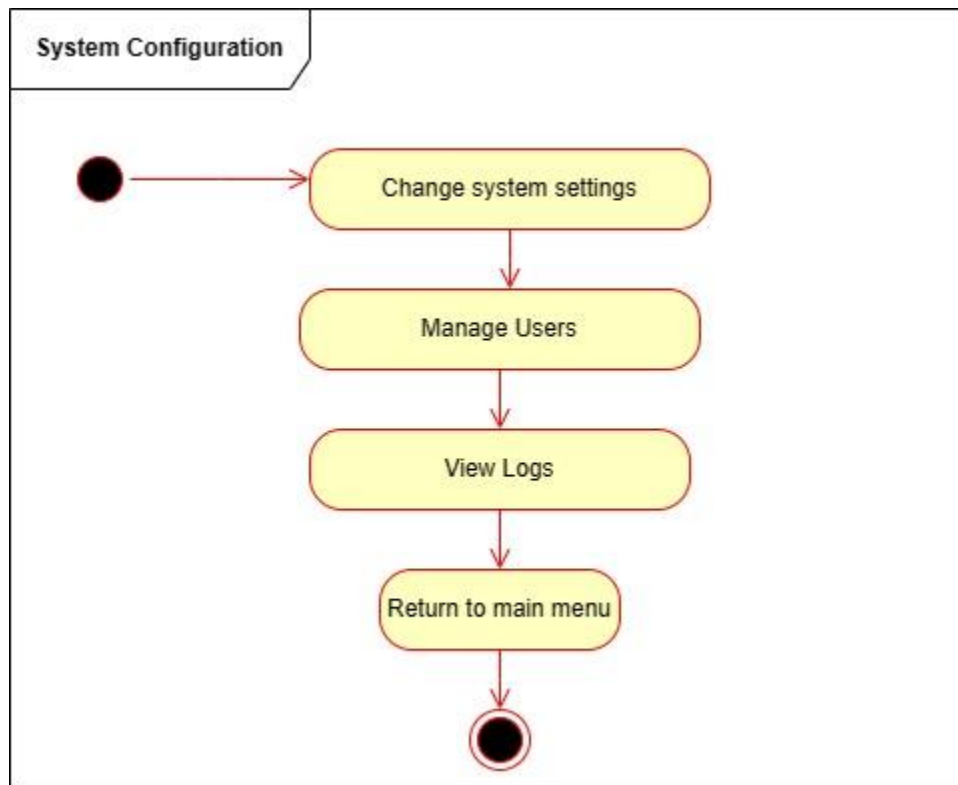 System Configuration
Change system settings
Manage Users
View Logs
Return to main menu